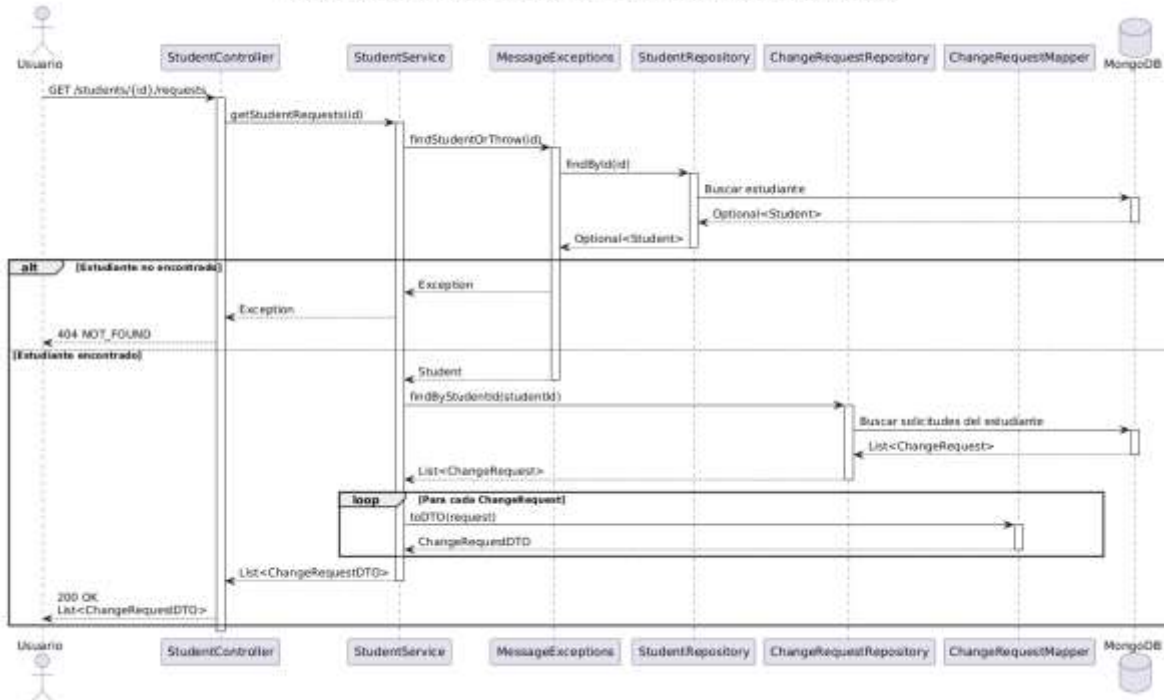 Usuario
StudentController
StudentService
MessageExceptions
StudentRepository
ChangeRequestRepository
ChangeRequestMapper
MongoDB
GET /students/{id}/requests
getStudentRequests(id)
findStudentOrThrow(id)
findById(id)
Buscar estudiante
Optional<Student>
Optional<Student>
alt [Estudiante no encontrado]
Exception
Exception
404 NOT_FOUND
[Estudiante encontrado]
Student
findByStudentId(studentId)
Buscar solicitudes del estudiante
List<ChangeRequest>
List<ChangeRequest>
loop [Para cada ChangeRequest]
toDTO(request)
ChangeRequestDTO
List<ChangeRequestDTO>
200 OK
List<ChangeRequestDTO>
Usuario
StudentController
StudentService
MessageExceptions
StudentRepository
ChangeRequestRepository
ChangeRequestMapper
MongoDB